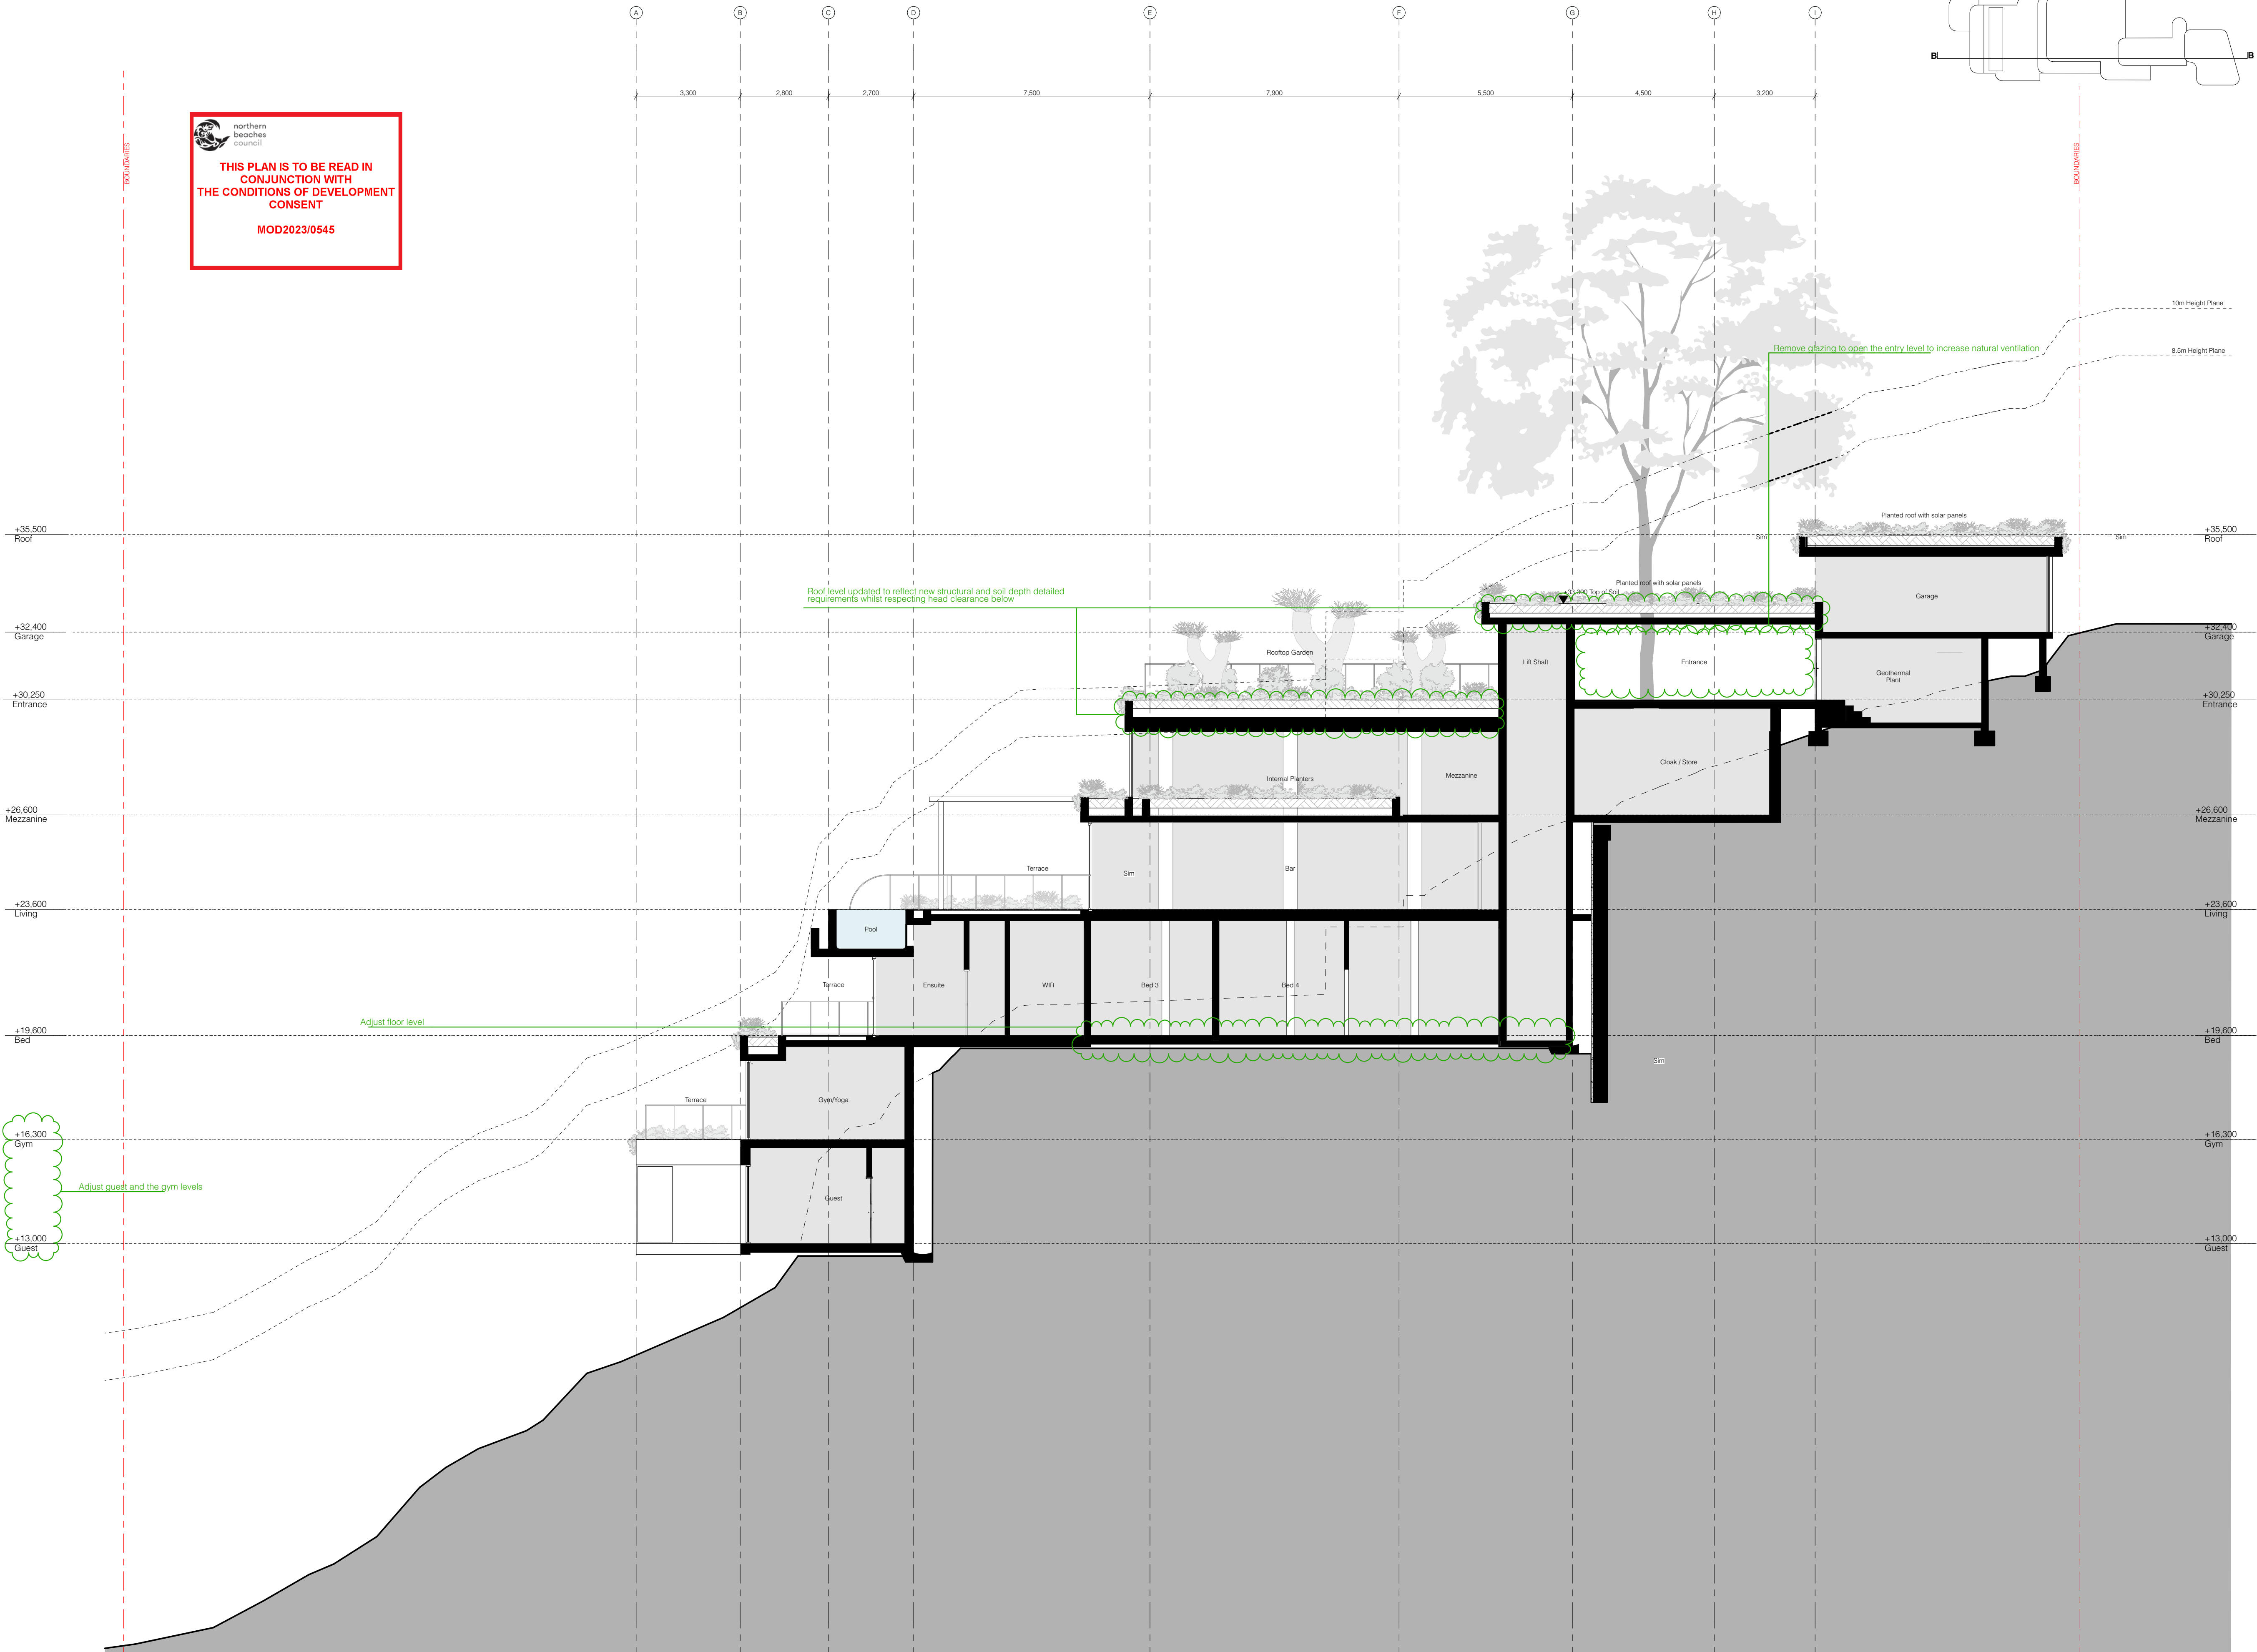 A B C D E F G H I
B B
3,300 2,800 2,700 7,500 7,900 5,500 4,500 3,200
BOUNDARIES
BOUNDARIES
northern
beaches
council
THIS PLAN IS TO BE READ IN
CONJUNCTION WITH
THE CONDITIONS OF DEVELOPMENT
CONSENT
MOD2023/0545
10m Height Plane
Remove glazing to open the entry level to increase natural ventilation
8.5m Height Plane
Planted roof with solar panels
+35,500
Roof
Sim
Sim
+35,500
Roof
Planted roof with solar panels
+33,300 Top of Soil
Roof level updated to reflect new structural and soil depth detailed
requirements whilst respecting head clearance below
Garage
+32,400
Garage
+32,400
Garage
Rooftop Garden
Lift Shaft
Entrance
Geothermal
Plant
+30,250
Entrance
+30,250
Entrance
Cloak / Store
Internal Planters
Mezzanine
+26,600
Mezzanine
+26,600
Mezzanine
Terrace
Sim
Bar
+23,600
Living
+23,600
Living
Pool
Terrace
Ensuite
WIR
Bed 3
Bed 4
Adjust floor level
+19,600
Bed
+19,600
Bed
Sim
Terrace
Gym/Yoga
+16,300
Gym
+16,300
Gym
Adjust guest and the gym levels
Guest
+13,000
Guest
+13,000
Guest